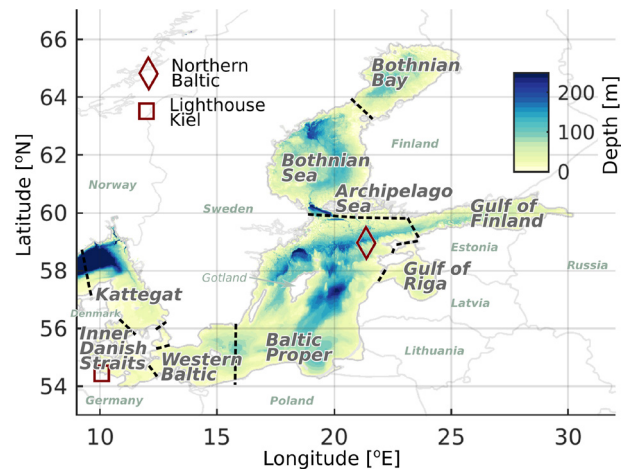 66
64
62
60
58
56
54
Latitude [°N]
10
15
20
25
30
Longitude [°E]
Northern
Baltic
Lighthouse
Kiel
200
100
0
Depth [m]
Bothnian
Bay
Finland
Norway
Bothnian
Sea
Archipelago
Sea
Sweden
Gulf of
Finland
Estonia
Russia
Gotland
Gulf of
Riga
Kattegat
Latvia
Denmark
Inner
Danish
Straits
Western
Baltic
Baltic
Proper
Lithuania
Germany
Poland